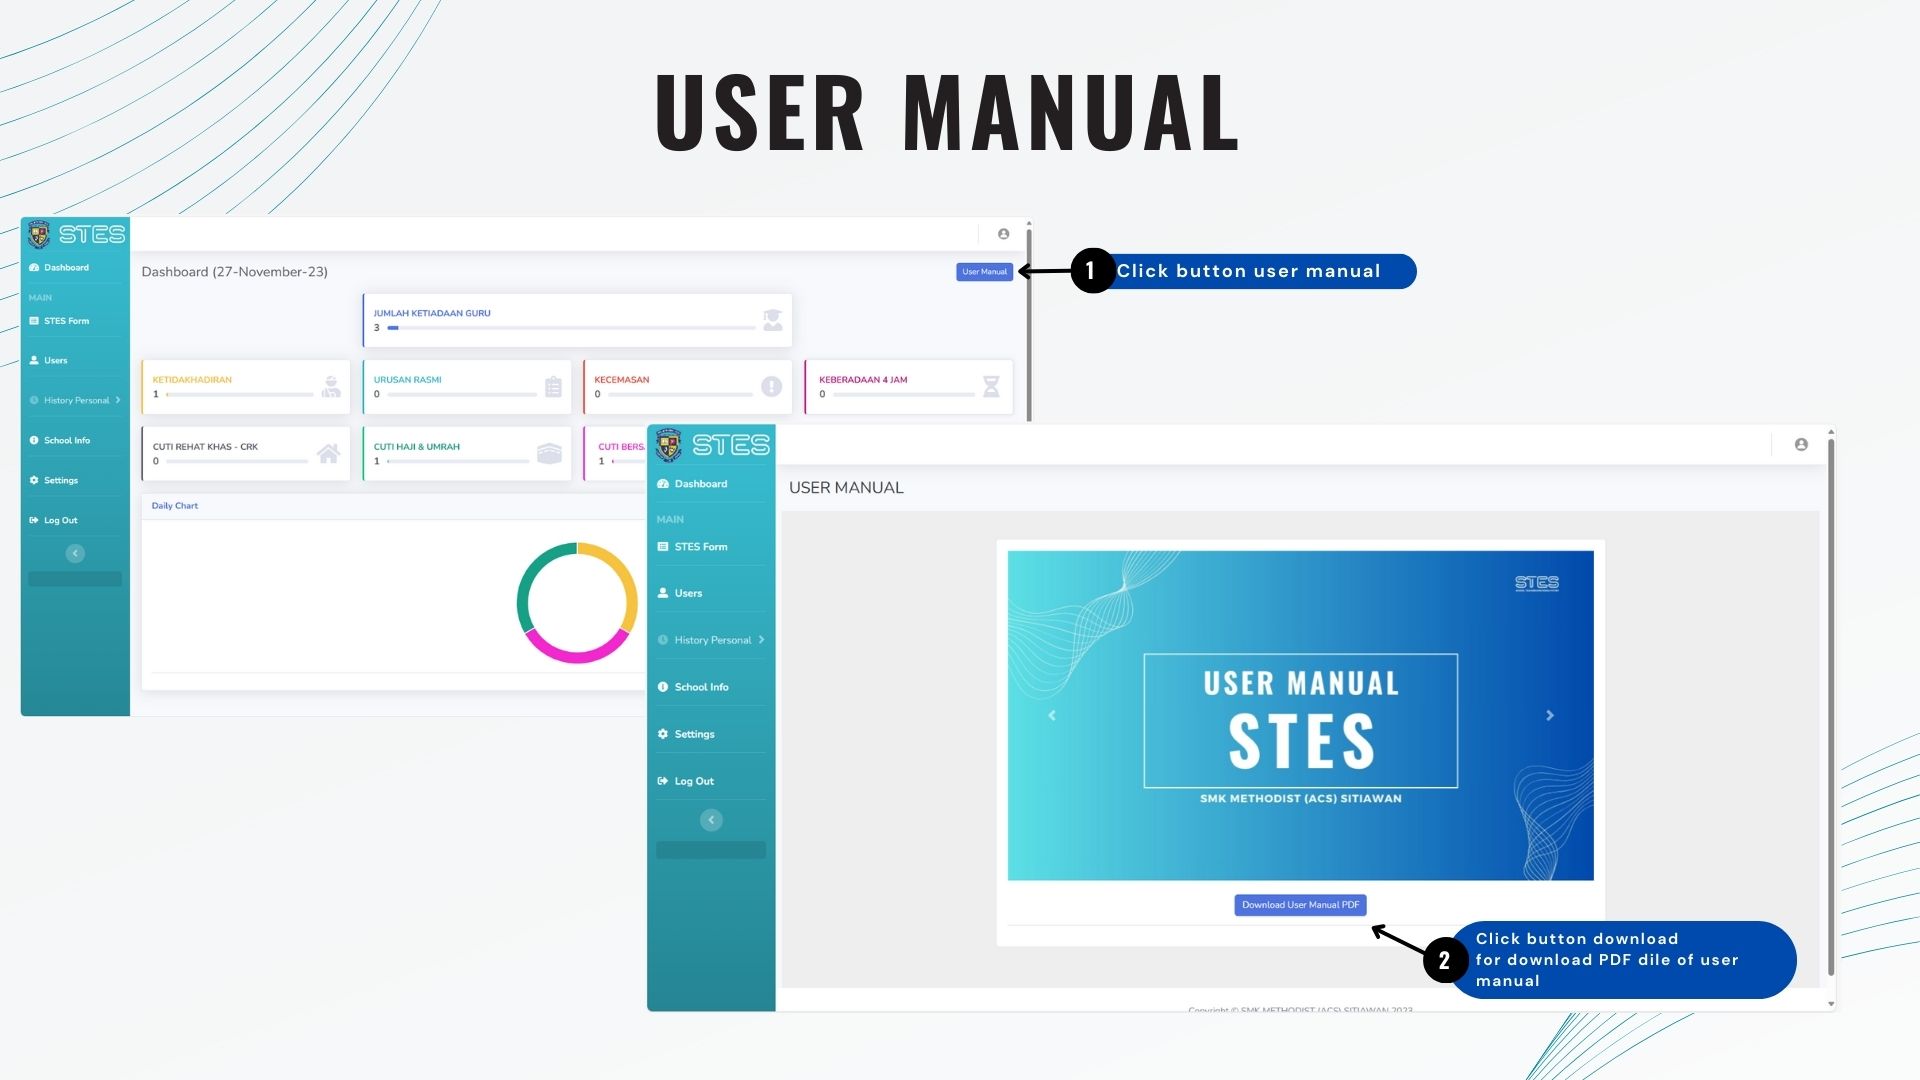 USER MANUAL
STES
Dashboard
MAIN
STES Form
Users
History Personal
School Info
Settings
Log Out
Dashboard (27-November-23)
User Manual
1
Click button user manual
JUMLAH KETIADAAN GURU
3
KETIDAKHADIRAN
1
URUSAN RASMI
0
KECEMASAN
0
KEBERADAAN 4 JAM
0
CUTI REHAT KHAS - CRK
0
CUTI HAJI & UMRAH
1
CUTI BERS
1
Daily Chart
STES
Dashboard
MAIN
STES Form
Users
History Personal
School Info
Settings
Log Out
USER MANUAL
STES
USER MANUAL
STES
SMK METHODIST (ACS) SITIAWAN
Download User Manual PDF
2
Click button download
for download PDF dile of user
manual
Copyright © SMK METHODIST (ACS) SITIAWAN 2023